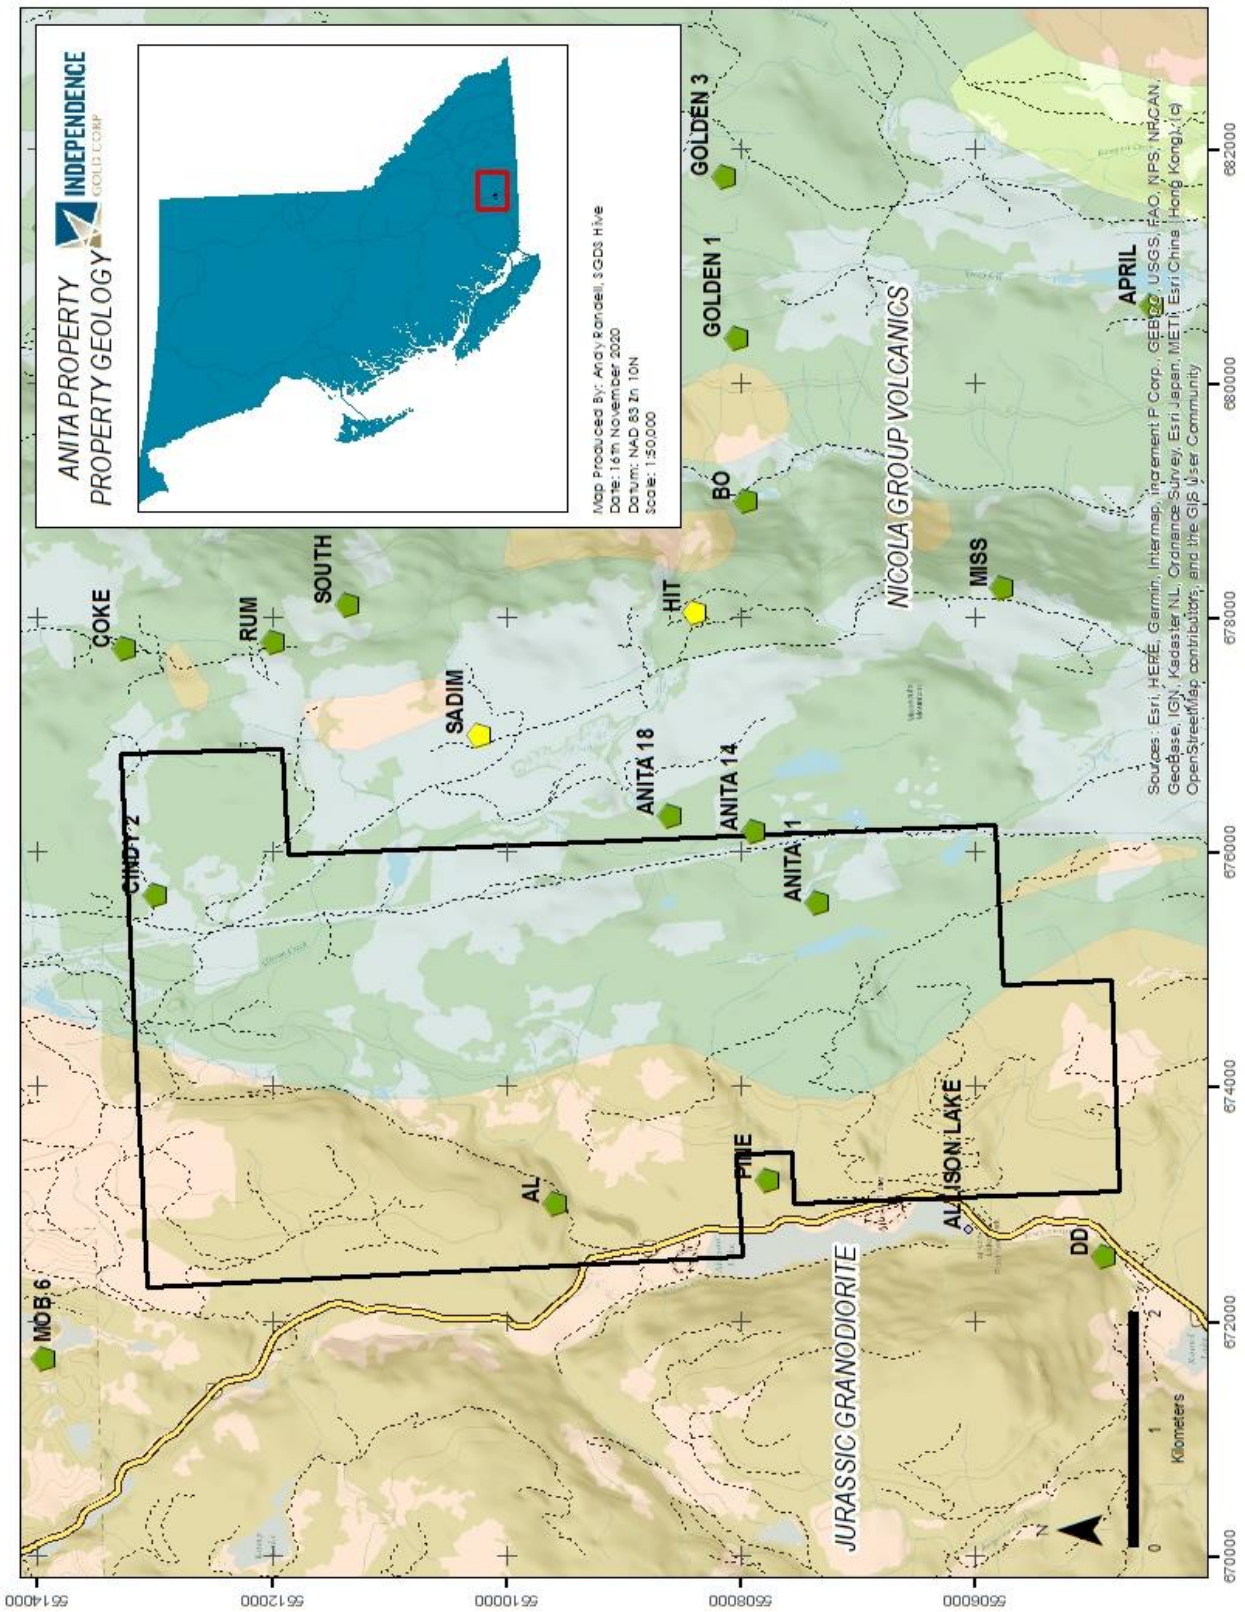 ANITA PROPERTY
PROPERTY GEOLOGY
INDEPENDENCE
GOLD CORP
Map Produced By: Andy Randell, SGDS Hive
Date: 16th November 2020
Datum: NAD 83 Zn 10N
Scale: 1:50,000
MOB 6
CINDY 2
COKE
RUM
SOUTH
SADIM
AL
ANITA 18
HIT
ANITA 14
PINE
ANITA 1
BO
GOLDEN 1
GOLDEN 3
JURASSIC GRANODIORITE
NICOLA GROUP VOLCANICS
ALLISON LAKE
MISS
DD
APRIL
N
0 1 2
Kilometers
Sources: Esri, HERE, Garmin, Intermap, increment P Corp., GEBCO, USGS, FAO, NPS, NRCAN,
GeoBase, IGN, Kadaster NL, Ordnance Survey, Esri Japan, METI, Esri China (Hong Kong), (c)
OpenStreetMap contributors, and the GIS User Community
5614000
5612000
5610000
5608000
5606000
670000
672000
674000
676000
678000
680000
682000